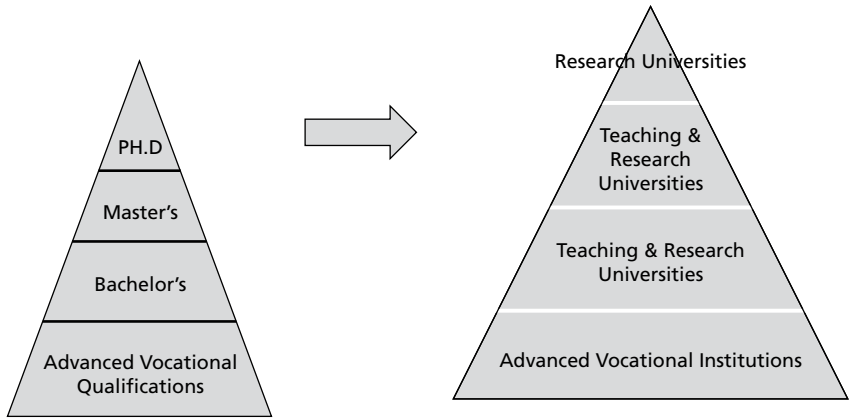 PH.D
Master's
Bachelor's
Advanced Vocational
Qualifications
Research Universities
Teaching &
Research
Universities
Teaching & Research
Universities
Advanced Vocational Institutions